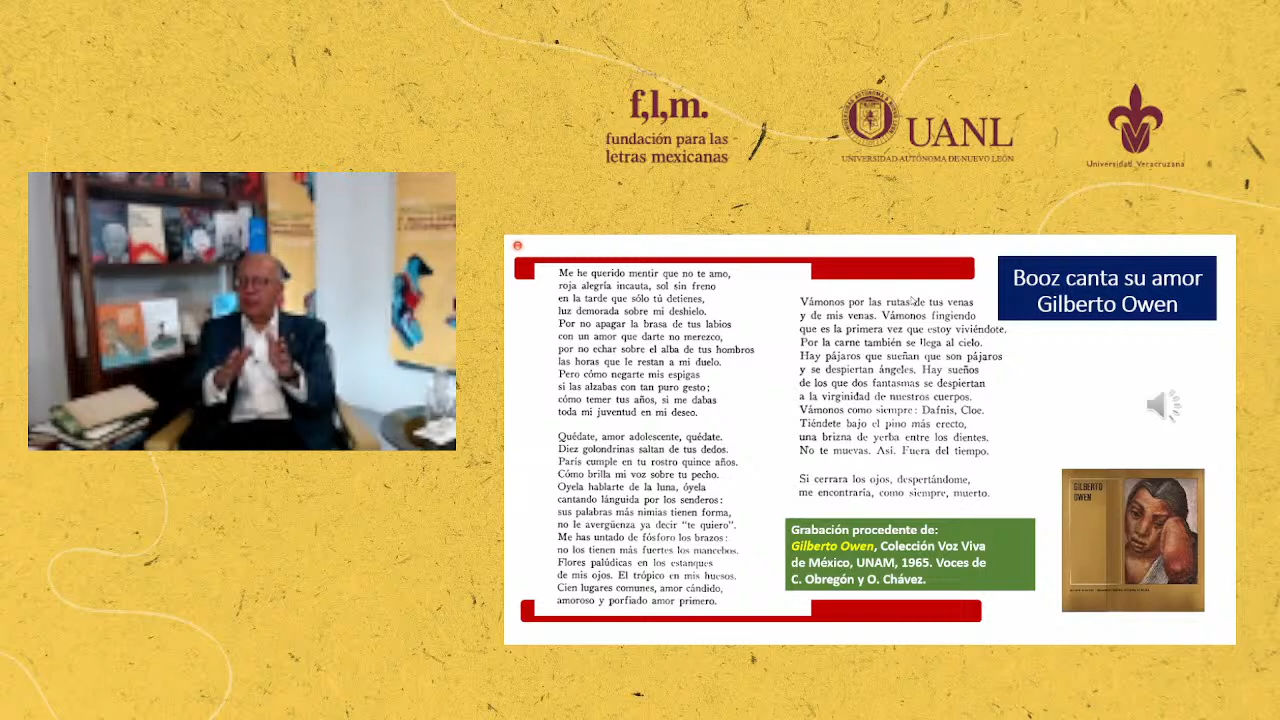 f,l,m.
fundación para las
letras mexicanas
UANL
UNIVERSIDAD AUTÓNOMA DE NUEVO LEÓN
Universidad Veracruzana
Me he querido mentir que no te amo,
roja alegría incauta, sol sin freno
en la tarde que sólo tú detienes,
luz demorada sobre mi deshielo.
Por no apagar la brasa de tus labios
con un amor que darte no merezco,
por no echar sobre el alba de tus hombros
las horas que le restan a mi duelo.
Pero cómo negarte mis espigas
si las alzabas con tan puro gesto;
cómo temer tus años, si me dabas
toda mi juventud en mi deseo.
Quédate, amor adolescente, quédate.
Diez golondrinas saltan de tus dedos.
París cumple en tu rostro quince años.
Cómo brilla mi voz sobre tu pecho.
Oyela hablarte de la luna, óyela
cantando lánguida por los senderos:
sus palabras más nimias tienen forma,
no le avergüenza ya decir "te quiero".
Me has untado de fósforo los brazos:
no los tienen más fuertes los mancebos.
Flores palúdicas en los estanques
de mis ojos. El trópico en mis huesos.
Cien lugares comunes, amor cándido,
amoroso y porfiado amor primero.
Vámonos por las rutas de tus venas
y de mis venas. Vámonos fingiendo
que es la primera vez que estoy viviéndote.
Por la carne también se llega al cielo.
Hay pájaros que sueñan que son pájaros
y se despiertan ángeles. Hay sueños
de los que dos fantasmas se despiertan
a la virginidad de nuestros cuerpos.
Vámonos como siempre: Dafnis, Cloe.
Tiéndete bajo el pino más erecto,
una brizna de yerba entre los dientes.
No te muevas. Así. Fuera del tiempo.
Si cerrara los ojos, despertándome,
me encontraría, como siempre, muerto.
Booz canta su amor
Gilberto Owen
Grabación procedente de:
Gilberto Owen, Colección Voz Viva
de México, UNAM, 1965. Voces de
C. Obregón y O. Chávez.
GILBERTO
OWEN